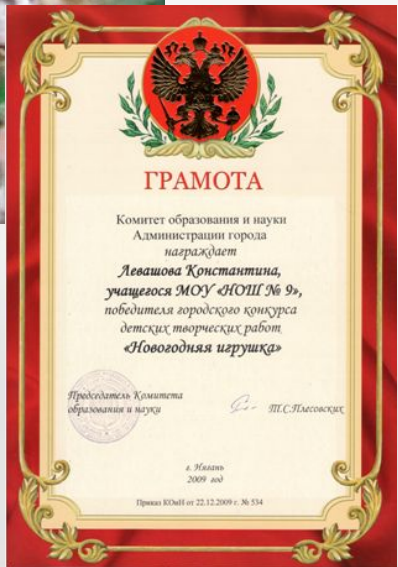 ГРАМОТА
Комитет образования и науки
Администрации города
награждает
Левашова Константина,
учащегося МОУ «НОШ № 9»,
победителя городского конкурса
детских творческих работ
«Новогодняя игрушка»
Председатель Комитета
образования и науки
Т.С.Плесовских
г. Нягань
2009 год
Приказ КОиН от 22.12.2009 г. № 534